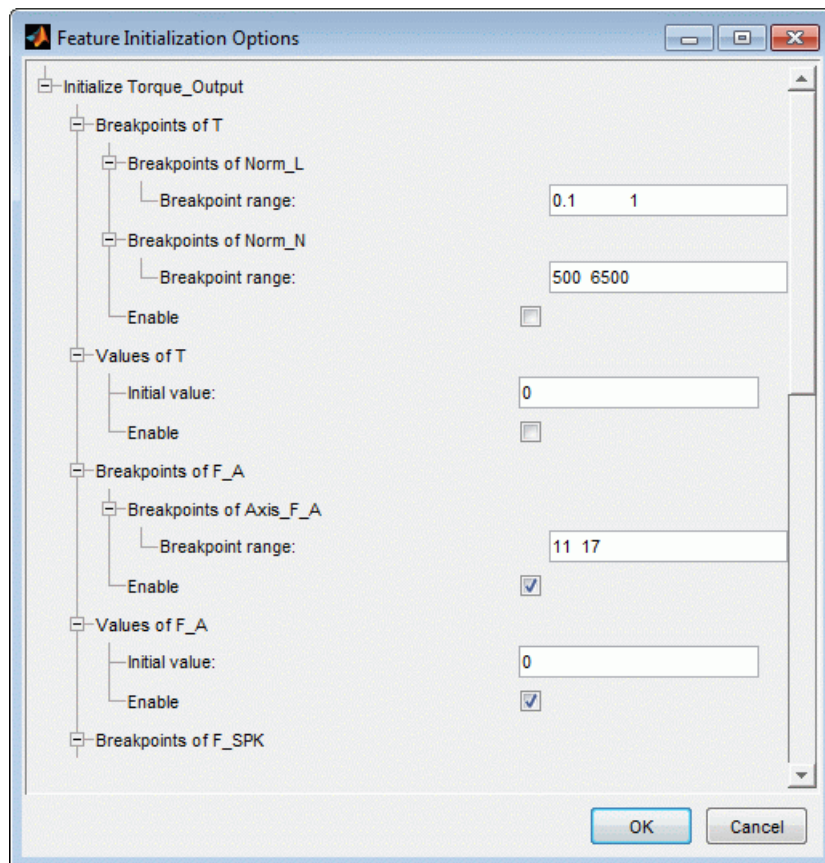 Feature Initialization Options
Initialize Torque_Output
Breakpoints of T
Breakpoints of Norm_L
Breakpoint range: 0.1 1
Breakpoints of Norm_N
Breakpoint range: 500 6500
Enable
Values of T
Initial value: 0
Enable
Breakpoints of F_A
Breakpoints of Axis_F_A
Breakpoint range: 11 17
Enable
Values of F_A
Initial value: 0
Enable
Breakpoints of F_SPK
OK Cancel